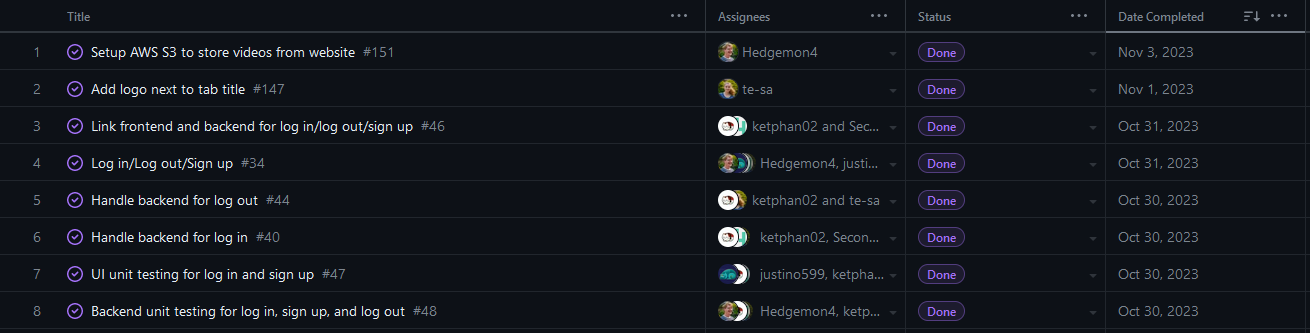 Title ... Assignees ... Status ... Date Completed ...
1 Setup AWS S3 to store videos from website #151 Hedgemon4 Done Nov 3, 2023
2 Add logo next to tab title #147 te-sa Done Nov 1, 2023
3 Link frontend and backend for log in/log out/sign up #46 ketphan02 and Sec... Done Oct 31, 2023
4 Log in/Log out/Sign up #34 Hedgemon4, justi... Done Oct 31, 2023
5 Handle backend for log out #44 ketphan02 and te-sa Done Oct 30, 2023
6 Handle backend for log in #40 ketphan02, Secon... Done Oct 30, 2023
7 UI unit testing for log in and sign up #47 justino599, ketpha... Done Oct 30, 2023
8 Backend unit testing for log in, sign up, and log out #48 Hedgemon4, ketp... Done Oct 30, 2023